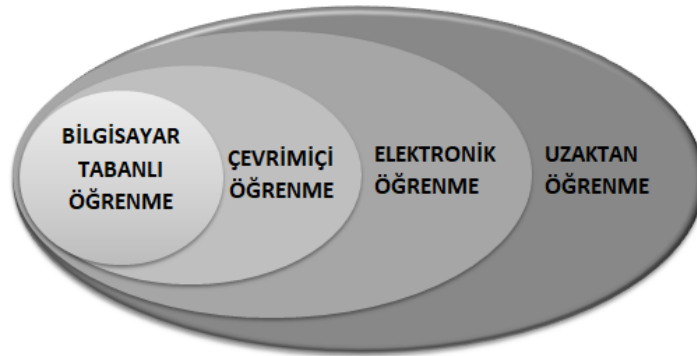 BİLGİSAYAR
TABANLI
ÖĞRENME
ÇEVRİMİÇİ
ÖĞRENME
ELEKTRONİK
ÖĞRENME
UZAKTAN
ÖĞRENME